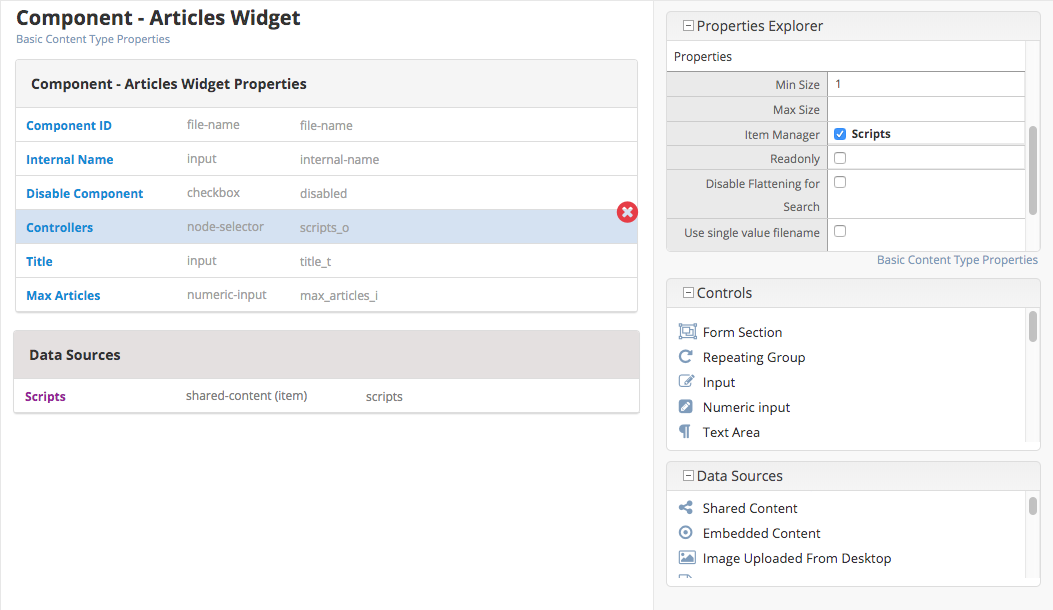 Component - Articles Widget
Basic Content Type Properties
Component - Articles Widget Properties
Component ID file-name file-name
Internal Name input internal-name
Disable Component checkbox disabled
Controllers node-selector scripts_o
Title input title_t
Max Articles numeric-input max_articles_i
Data Sources
Scripts shared-content (item) scripts
Properties Explorer
Properties
Min Size 1
Max Size
Item Manager Scripts
Readonly
Disable Flattening for
Search
Use single value filename
Basic Content Type Properties
Controls
Form Section
Repeating Group
Input
Numeric input
Text Area
Data Sources
Shared Content
Embedded Content
Image Uploaded From Desktop